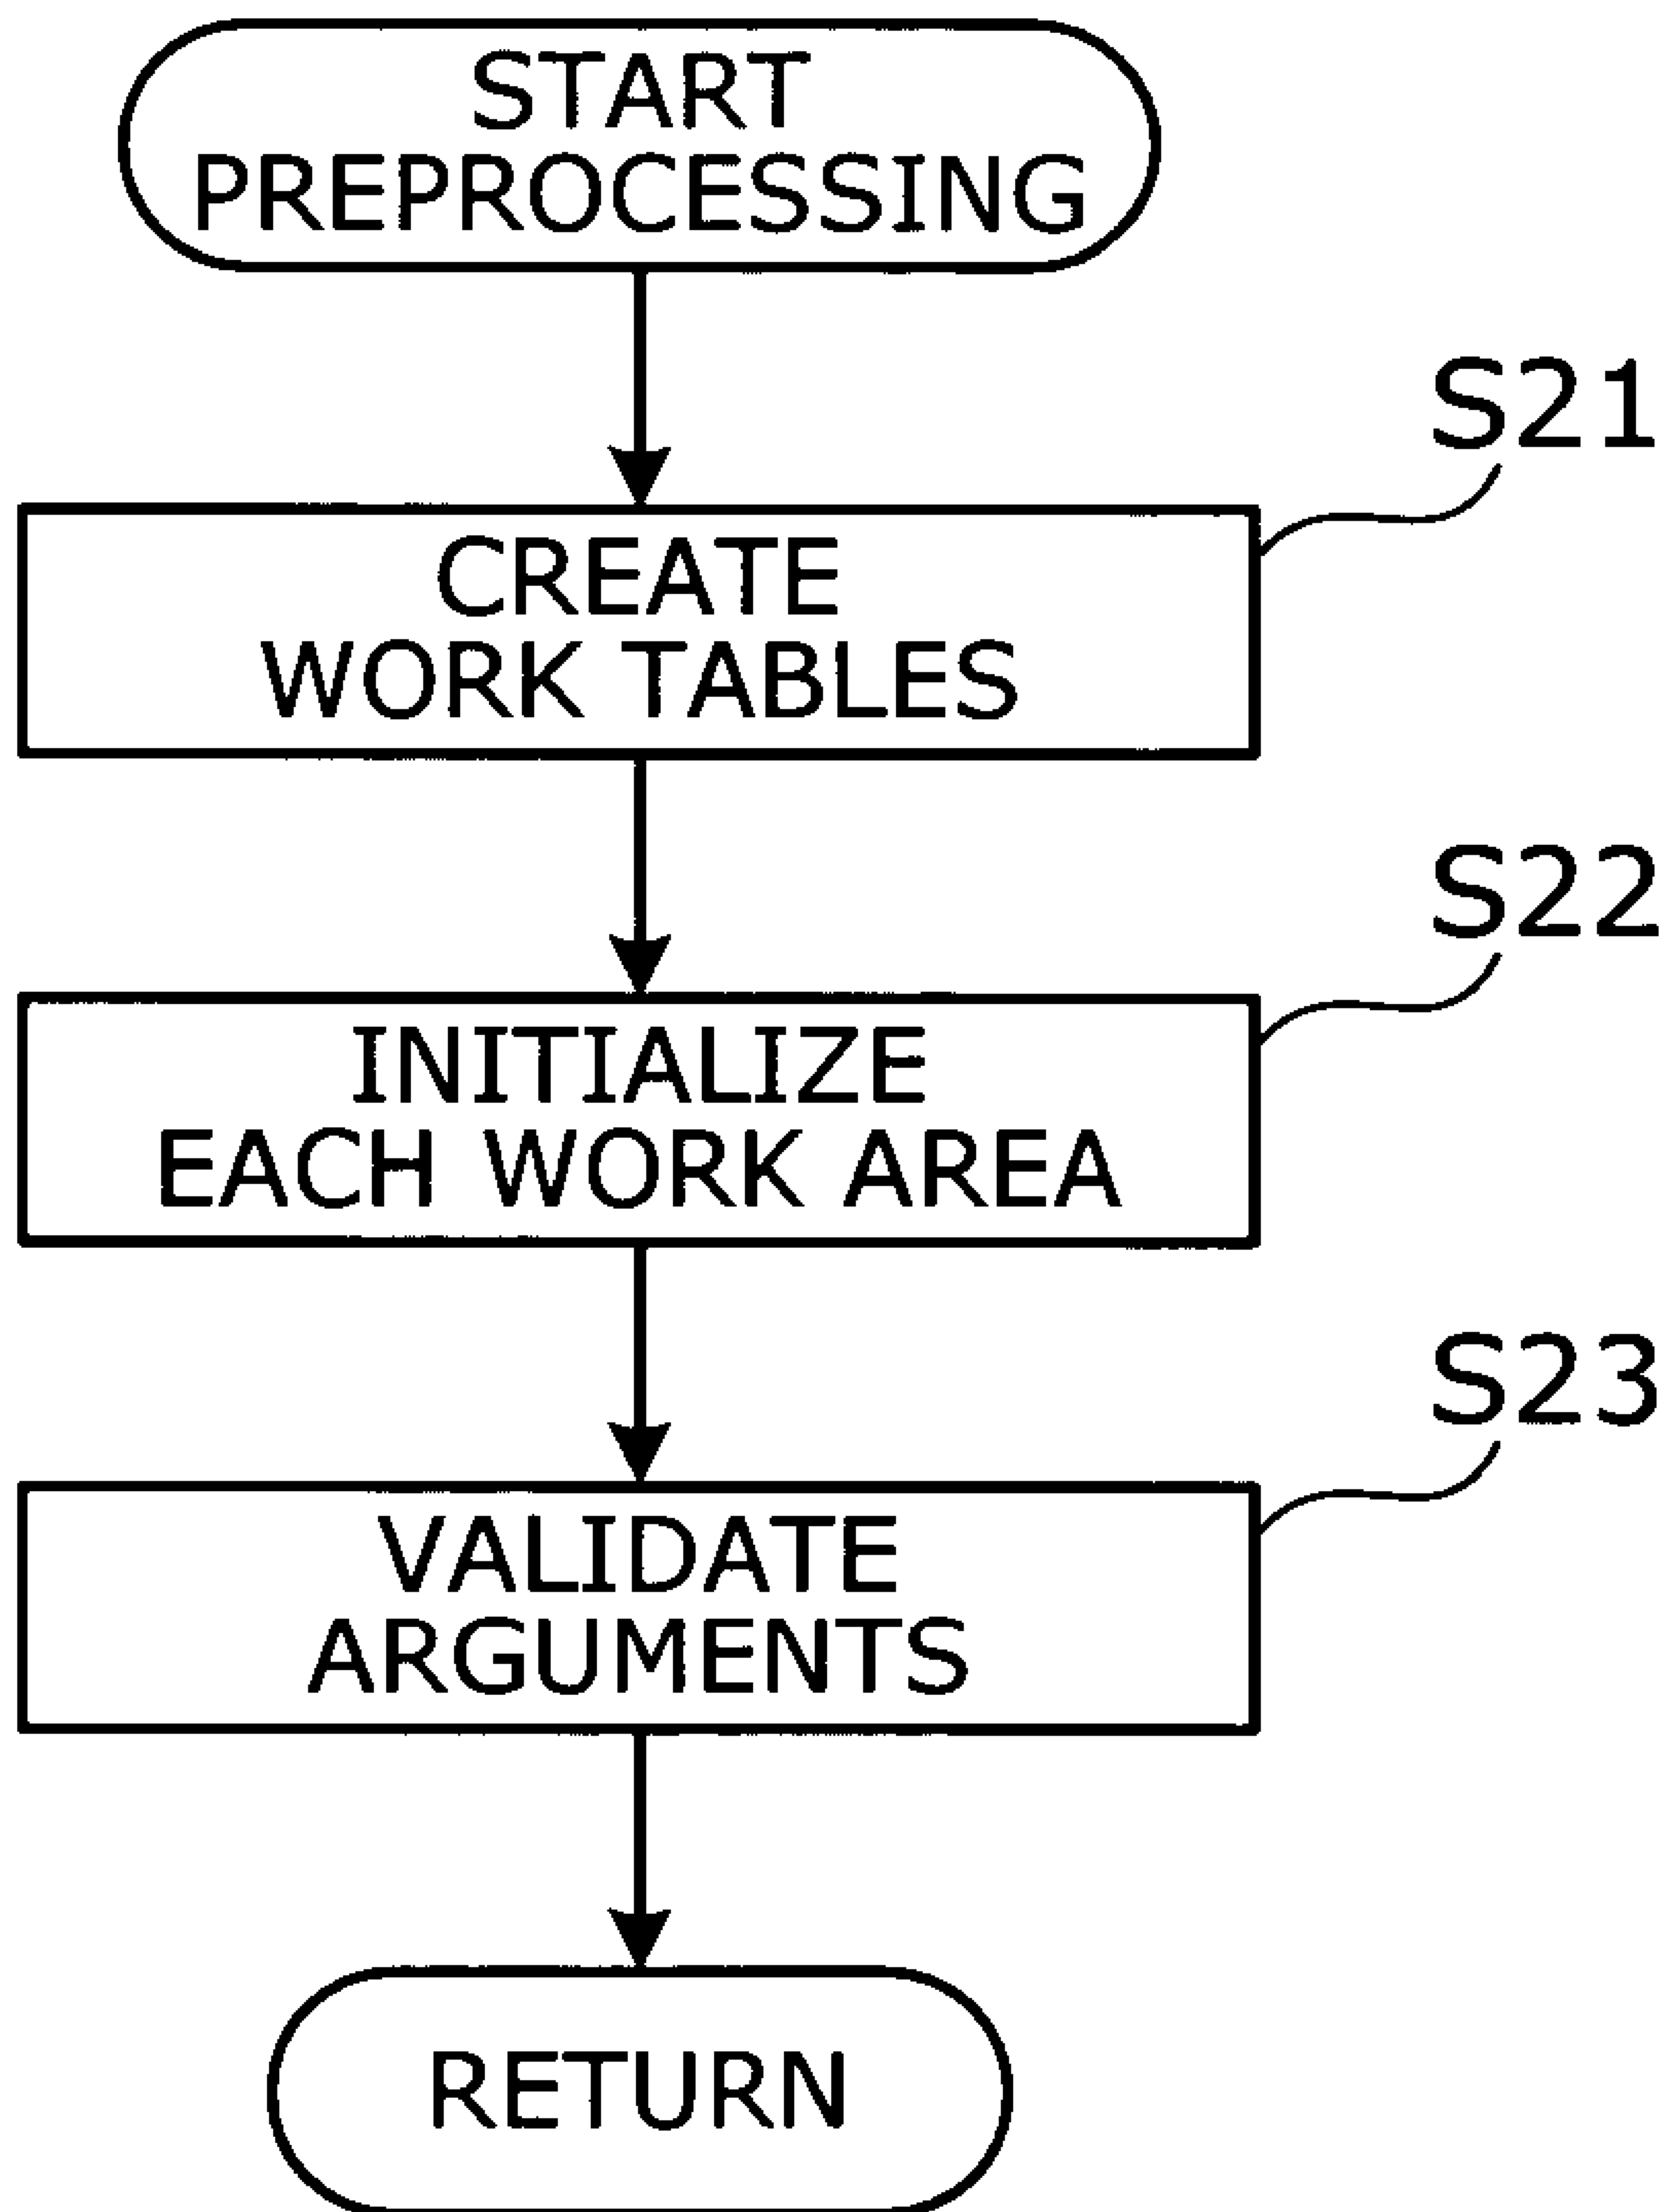 START
PREPROCESSING
S21
CREATE
WORK TABLES
S22
INITIALIZE
EACH WORK AREA
S23
VALIDATE
ARGUMENTS
RETURN